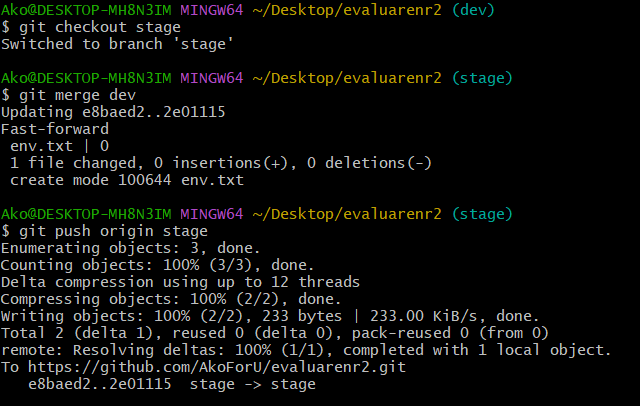 Ako@DESKTOP-MH8N3IM MINGW64 ~/Desktop/evaluarenr2 (dev)
$ git checkout stage
Switched to branch 'stage'
Ako@DESKTOP-MH8N3IM MINGW64 ~/Desktop/evaluarenr2 (stage)
$ git merge dev
Updating e8baed2..2e01115
Fast-forward
 env.txt | 0
 1 file changed, 0 insertions(+), 0 deletions(-)
 create mode 100644 env.txt
Ako@DESKTOP-MH8N3IM MINGW64 ~/Desktop/evaluarenr2 (stage)
$ git push origin stage
Enumerating objects: 3, done.
Counting objects: 100% (3/3), done.
Delta compression using up to 12 threads
Compressing objects: 100% (2/2), done.
Writing objects: 100% (2/2), 233 bytes | 233.00 KiB/s, done.
Total 2 (delta 1), reused 0 (delta 0), pack-reused 0 (from 0)
remote: Resolving deltas: 100% (1/1), completed with 1 local object.
To https://github.com/AkoForU/evaluarenr2.git
   e8baed2..2e01115  stage -> stage